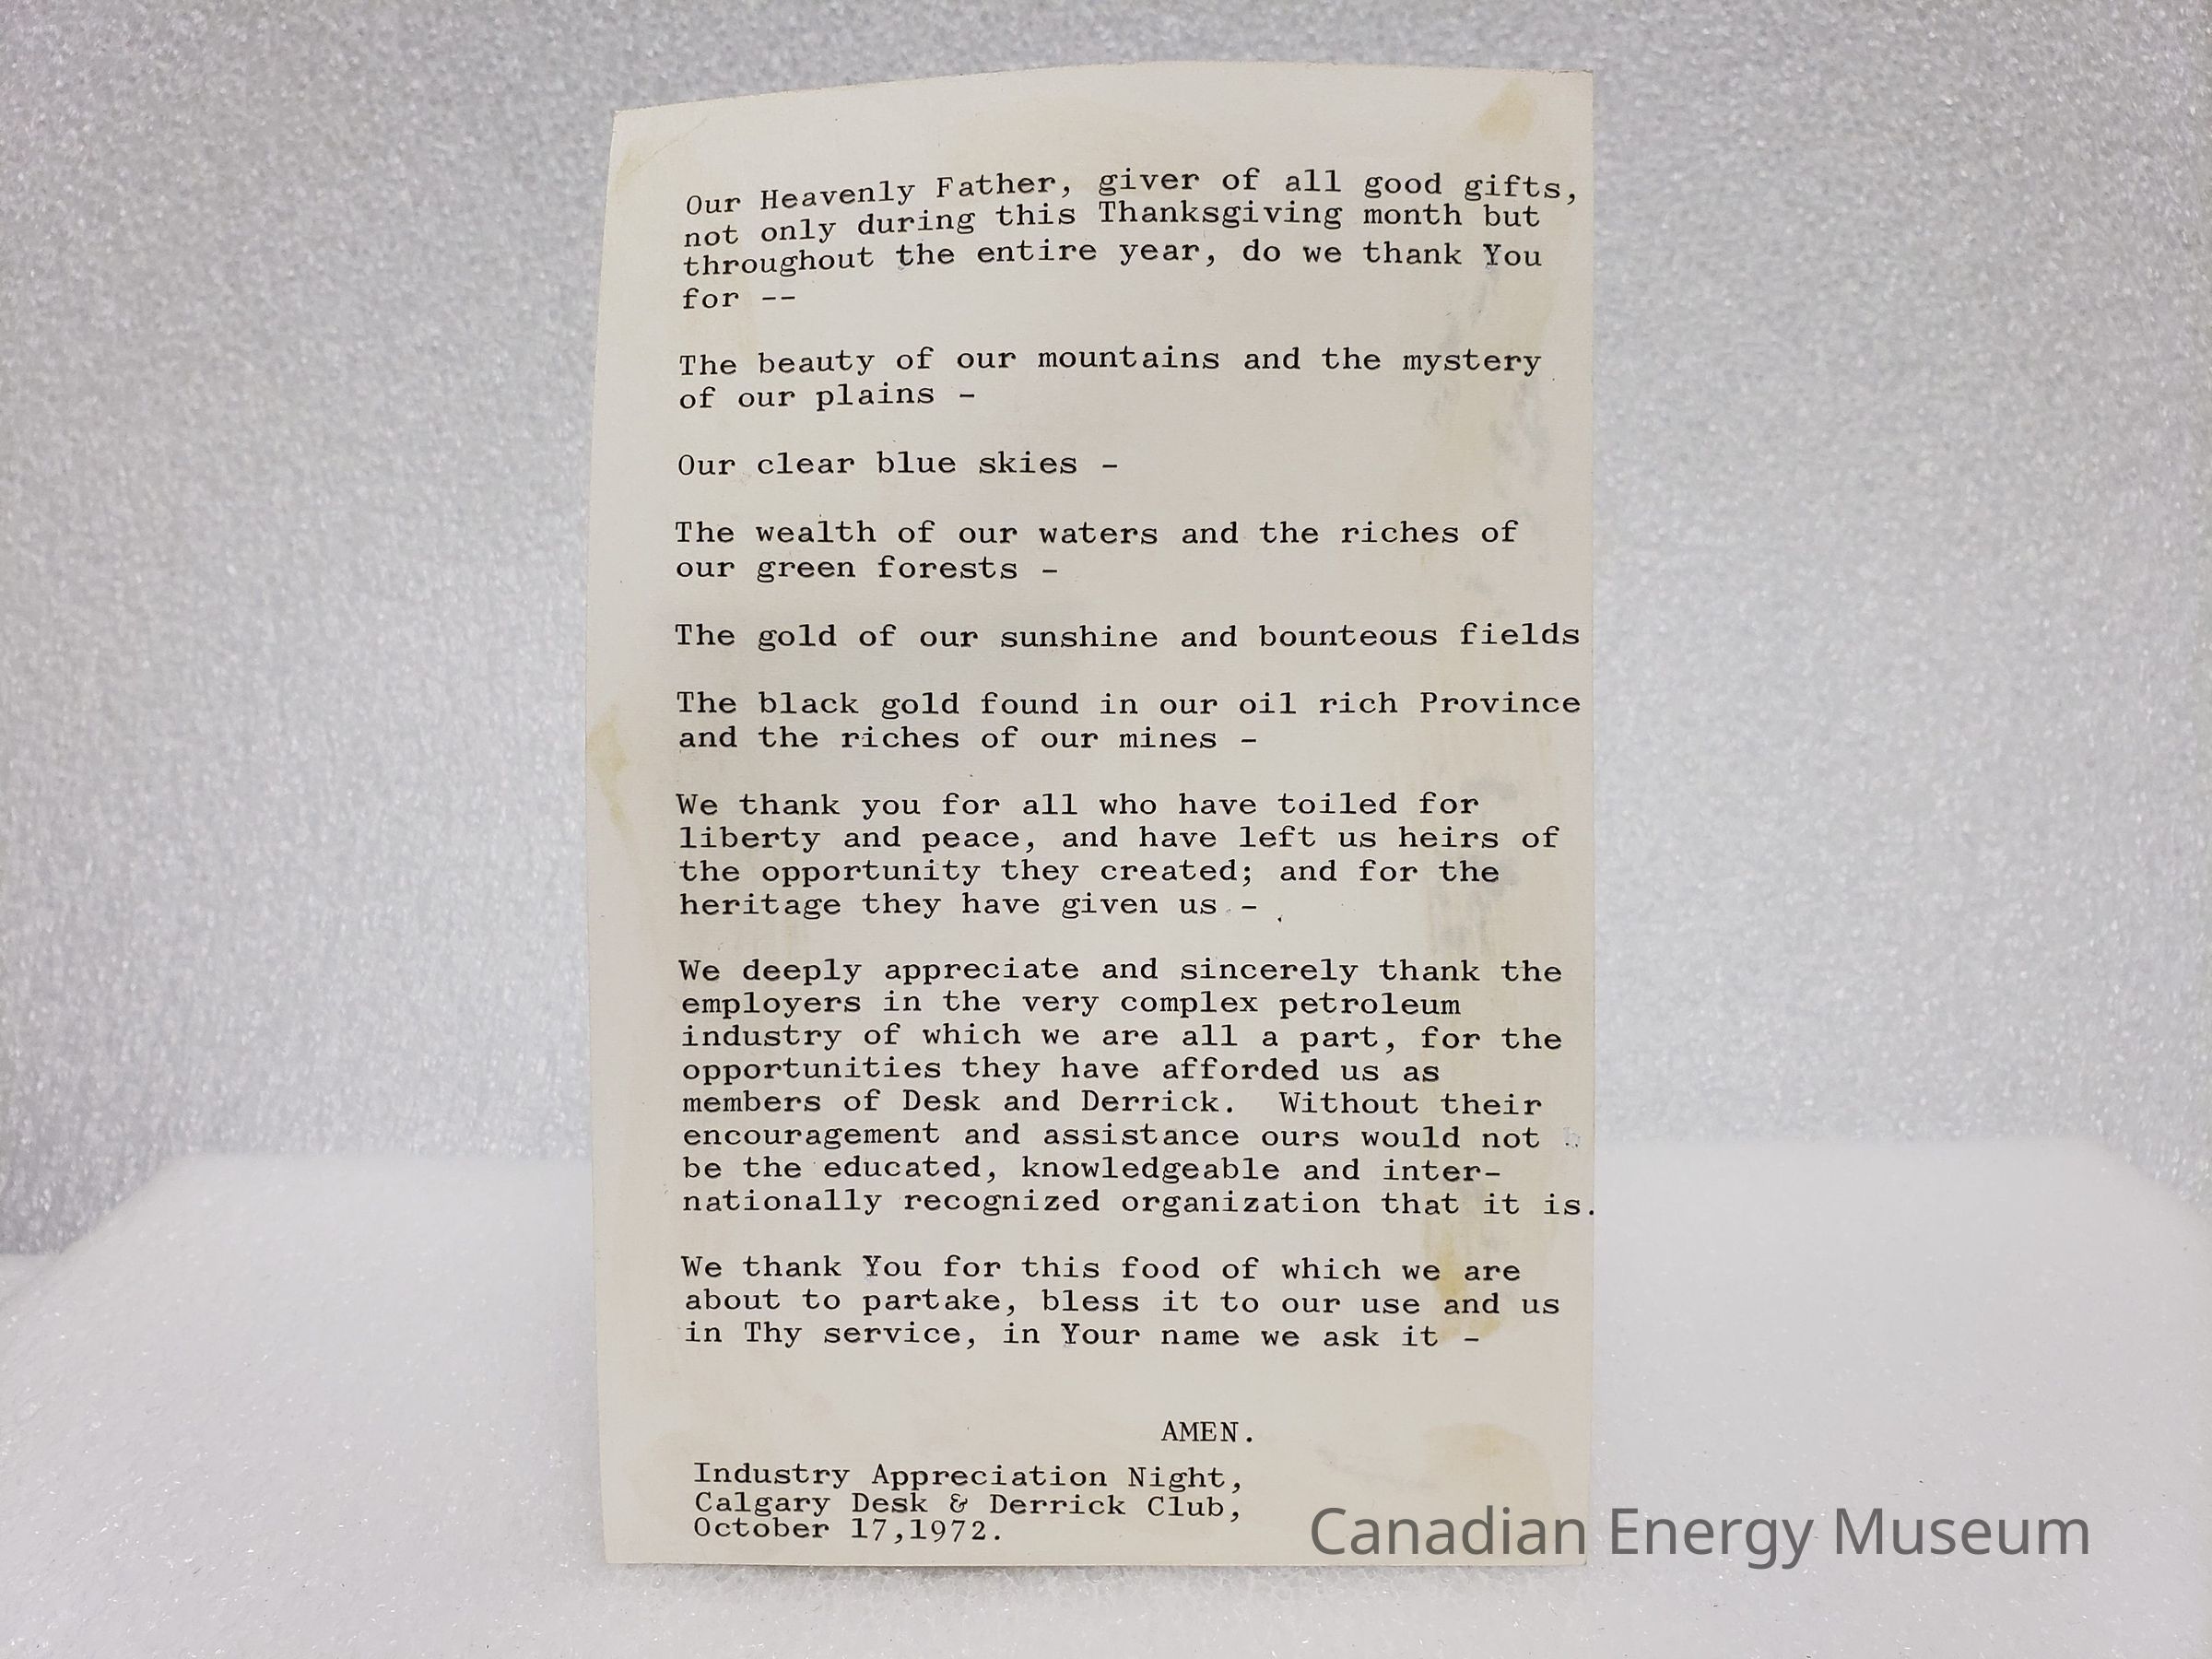 Our Heavenly Father, giver of all good gifts,
not only during this Thanksgiving month but
throughout the entire year, do we thank You
for --
The beauty of our mountains and the mystery
of our plains -
Our clear blue skies -
The wealth of our waters and the riches of
our green forests -
The gold of our sunshine and bounteous fields
The black gold found in our oil rich Province
and the riches of our mines -
We thank you for all who have toiled for
liberty and peace, and have left us heirs of
the opportunity they created; and for the
heritage they have given us -
We deeply appreciate and sincerely thank the
employers in the very complex petroleum
industry of which we are all a part, for the
opportunities they have afforded us as
members of Desk and Derrick.  Without their
encouragement and assistance ours would not
be the educated, knowledgeable and inter-
nationally recognized organization that it is.
We thank You for this food of which we are
about to partake, bless it to our use and us
in Thy service, in Your name we ask it -
AMEN.
Industry Appreciation Night,
Calgary Desk & Derrick Club,
October 17,1972.
Canadian Energy Museum